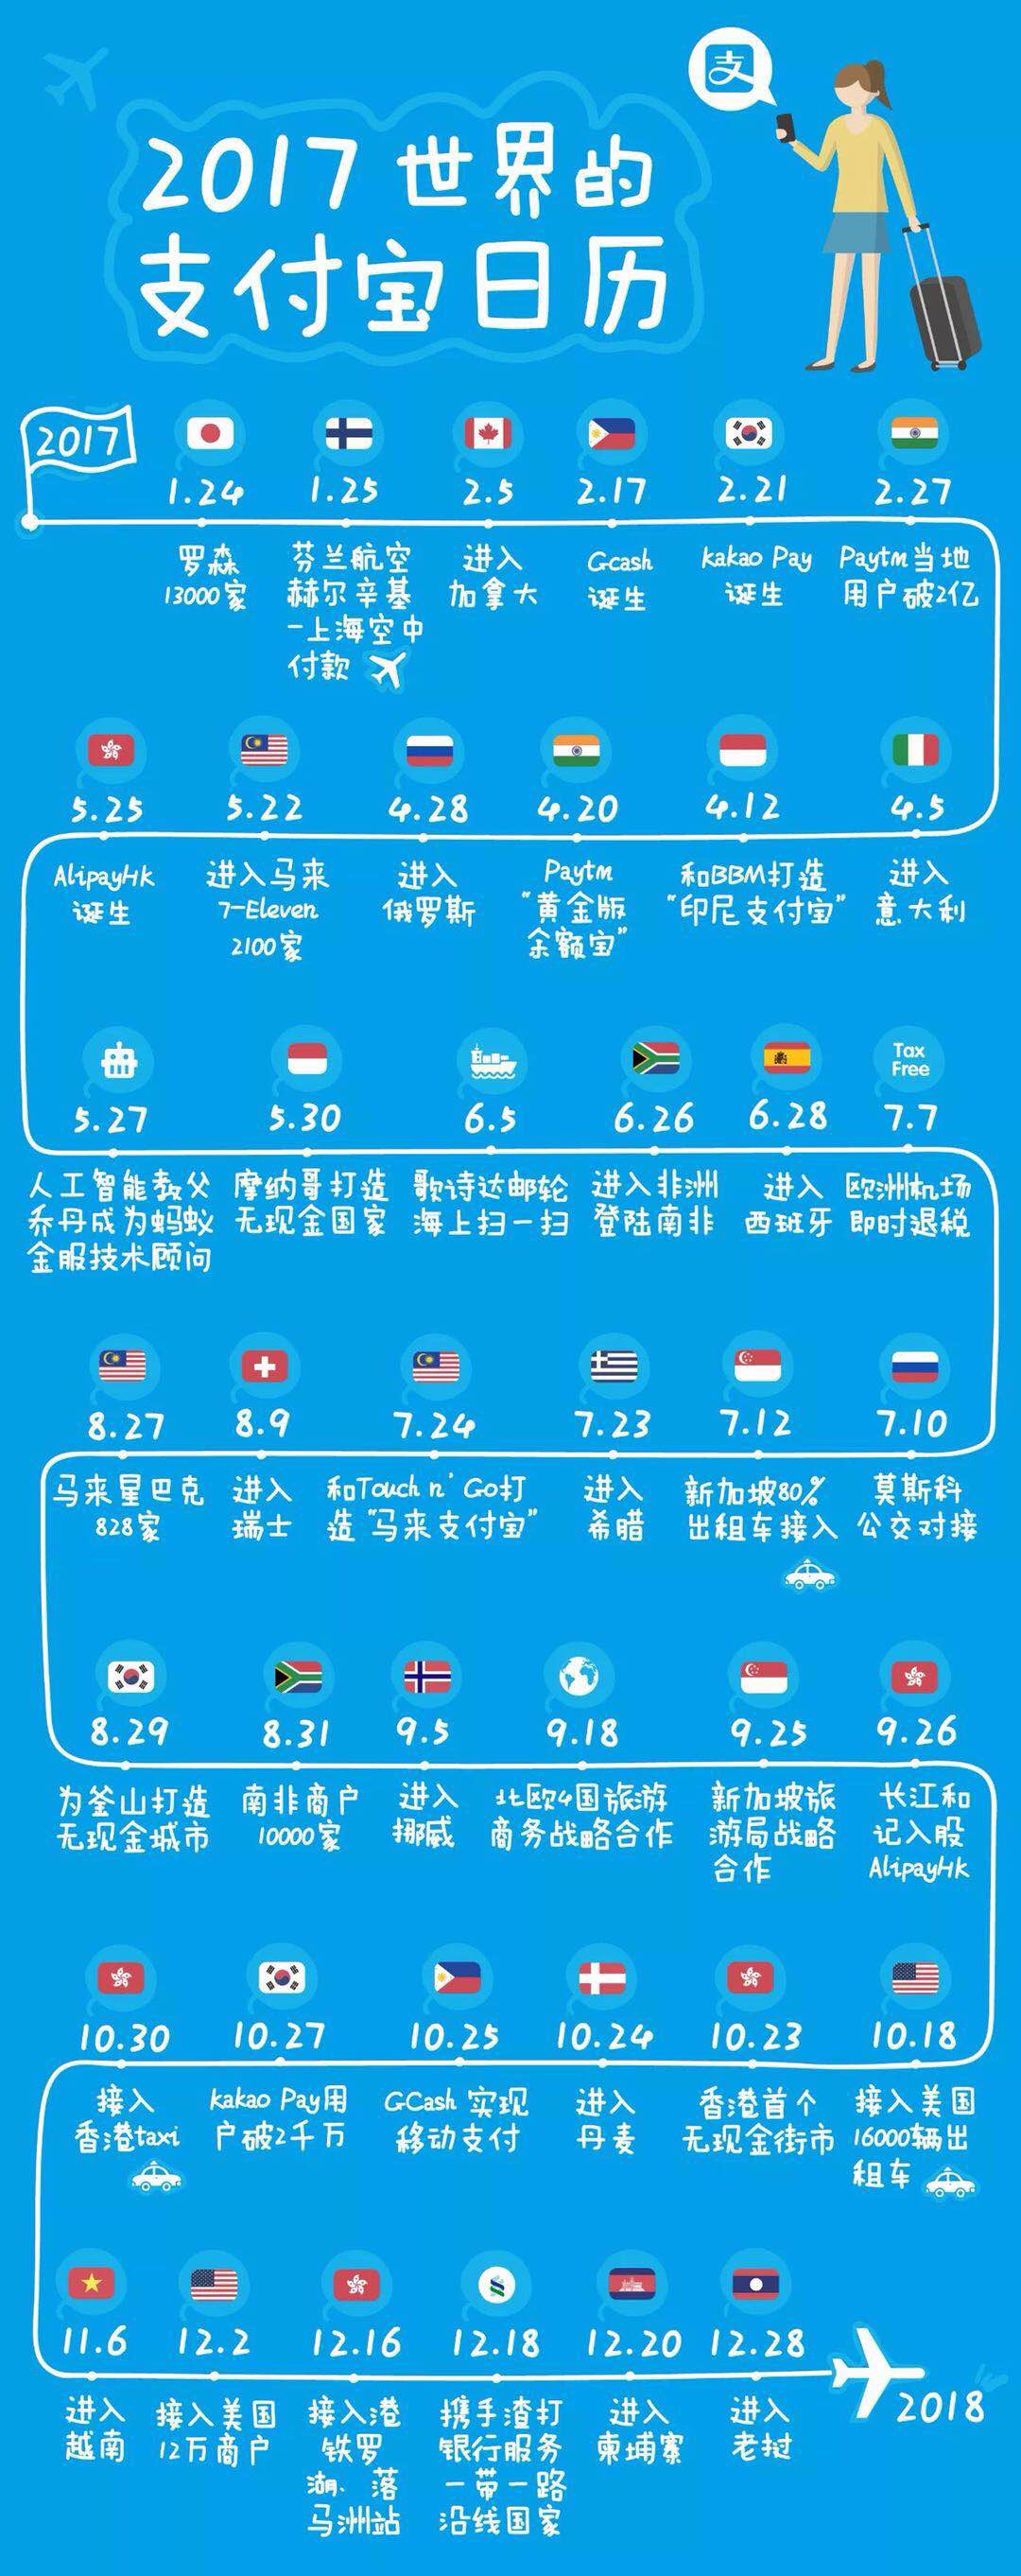 支
2017 世界的
支付宝日历
2017
1.24
罗森
13000家
1.25
芬兰航空
赫尔辛基
-上海空中
付款
2.5
进入
加拿大
2.17
Gcash
诞生
2.21
kakao Pay
诞生
2.27
Paytm当地
用户破2亿
5.25
AlipayHK
诞生
5.22
进入马来
7-Eleven
2100家
4.28
进入
俄罗斯
4.20
Paytm
“黄金版
余额宝”
4.12
和BBM打造
“印尼支付宝”
4.5
进入
意大利
5.27
人工智能教父
乔丹成为蚂蚁
金服技术顾问
5.30
摩纳哥打造
无现金国家
6.5
歌诗达邮轮
海上扫一扫
6.26
进入非洲
登陆南非
6.28
进入
西班牙
Tax
Free
7.7
欧洲机场
即时退税
8.27
马来星巴克
828家
8.9
进入
瑞士
7.24
和Touch n' Go打
造“马来支付宝”
7.23
进入
希腊
7.12
新加坡80%
出租车接入
7.10
莫斯科
公交对接
8.29
为釜山打造
无现金城市
8.31
南非商户
10000家
9.5
进入
挪威
9.18
北欧4国旅游
商务战略合作
9.25
新加坡旅
游局战略
合作
9.26
长江和
记入股
AlipayHK
10.30
接入
香港taxi
10.27
kakao Pay用
户破2千万
10.25
GCash 实现
移动支付
10.24
进入
丹麦
10.23
香港首个
无现金街市
10.18
接入美国
16000辆出
租车
11.6
进入
越南
12.2
接入美国
12万商户
12.16
接入港
铁罗
湖、落
马洲站
12.18
携手渣打
银行服务
一带一路
沿线国家
12.20
进入
柬埔寨
12.28
进入
老挝
2018